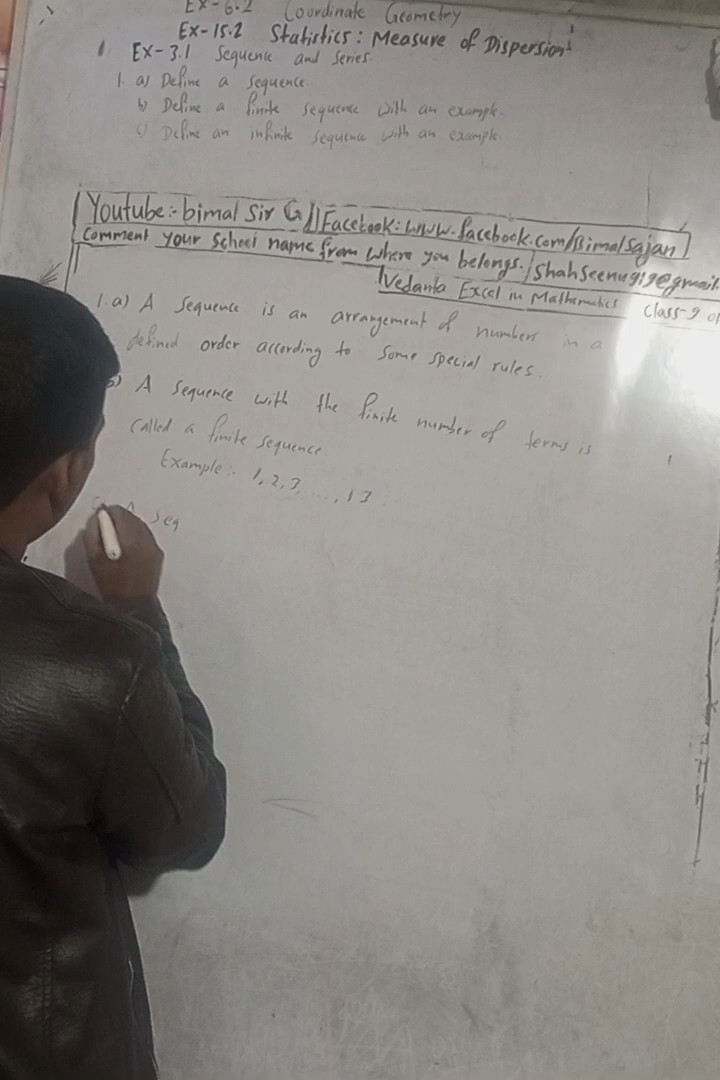 Ex-6.2 Coordinate Geometry
Ex-15.2 Statistics: Measure of Dispersion
Ex-3.1 Sequence and series.
1. a) Define a sequence.
b) Define a finite sequence with an example.
c) Define an infinite sequence with an example.
Youtube:- bimal Sir G || Facebook: www.facebook.com/Bimalsajan
Comment your School name from where you belongs. / Shahseenugi9@gmail.
Vedanta Excel in Mathematics Class-9 or
1. a) A sequence is an arrangement of numbers in a
defined order according to some special rules.
b) A sequence with the finite number of terms is
called a finite sequence.
Example:- 1, 2, 3, ...., 13
A seq